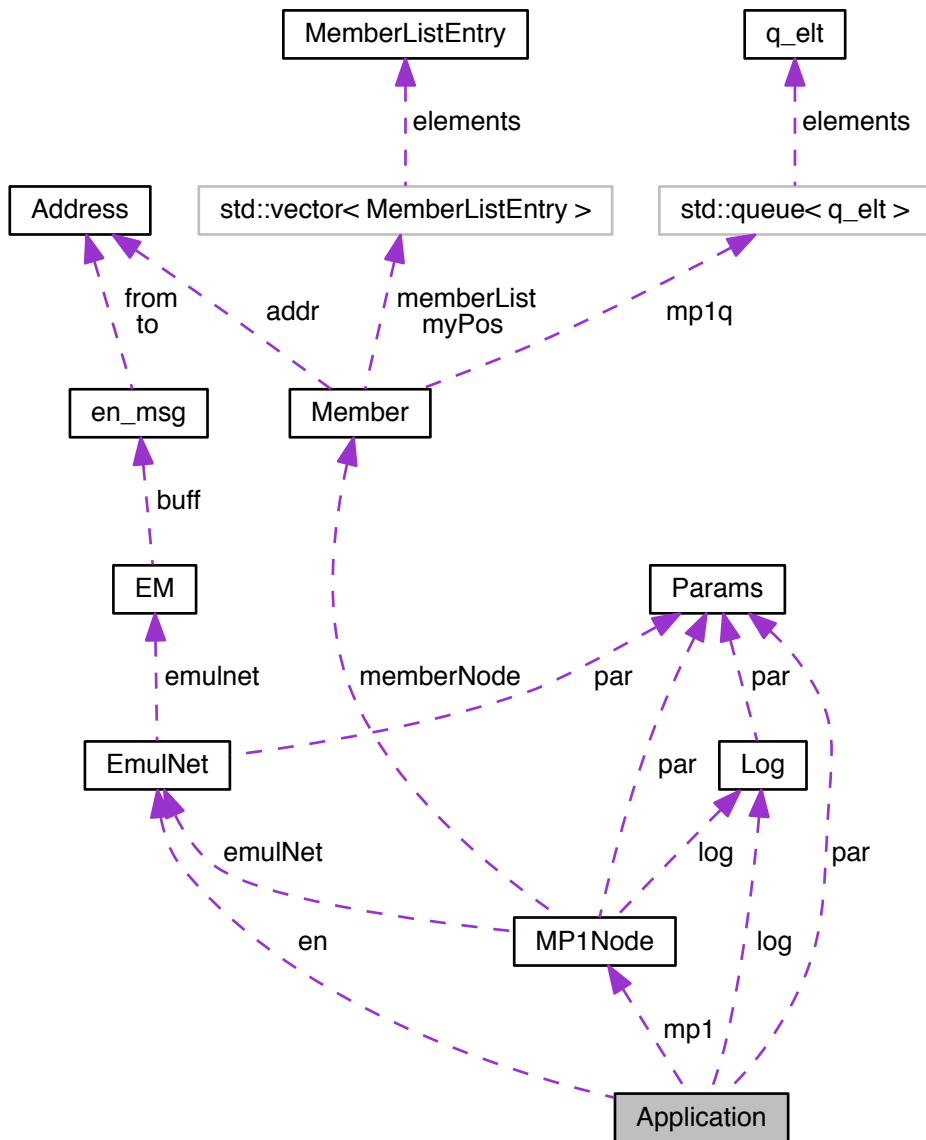 MemberListEntry
q_elt
elements
elements
Address
std::vector< MemberListEntry >
std::queue< q_elt >
from
to
addr
memberList
myPos
mp1q
en_msg
Member
buff
EM
Params
emulnet
memberNode
par
par
EmulNet
par
Log
emulNet
log
par
en
MP1Node
log
mp1
Application